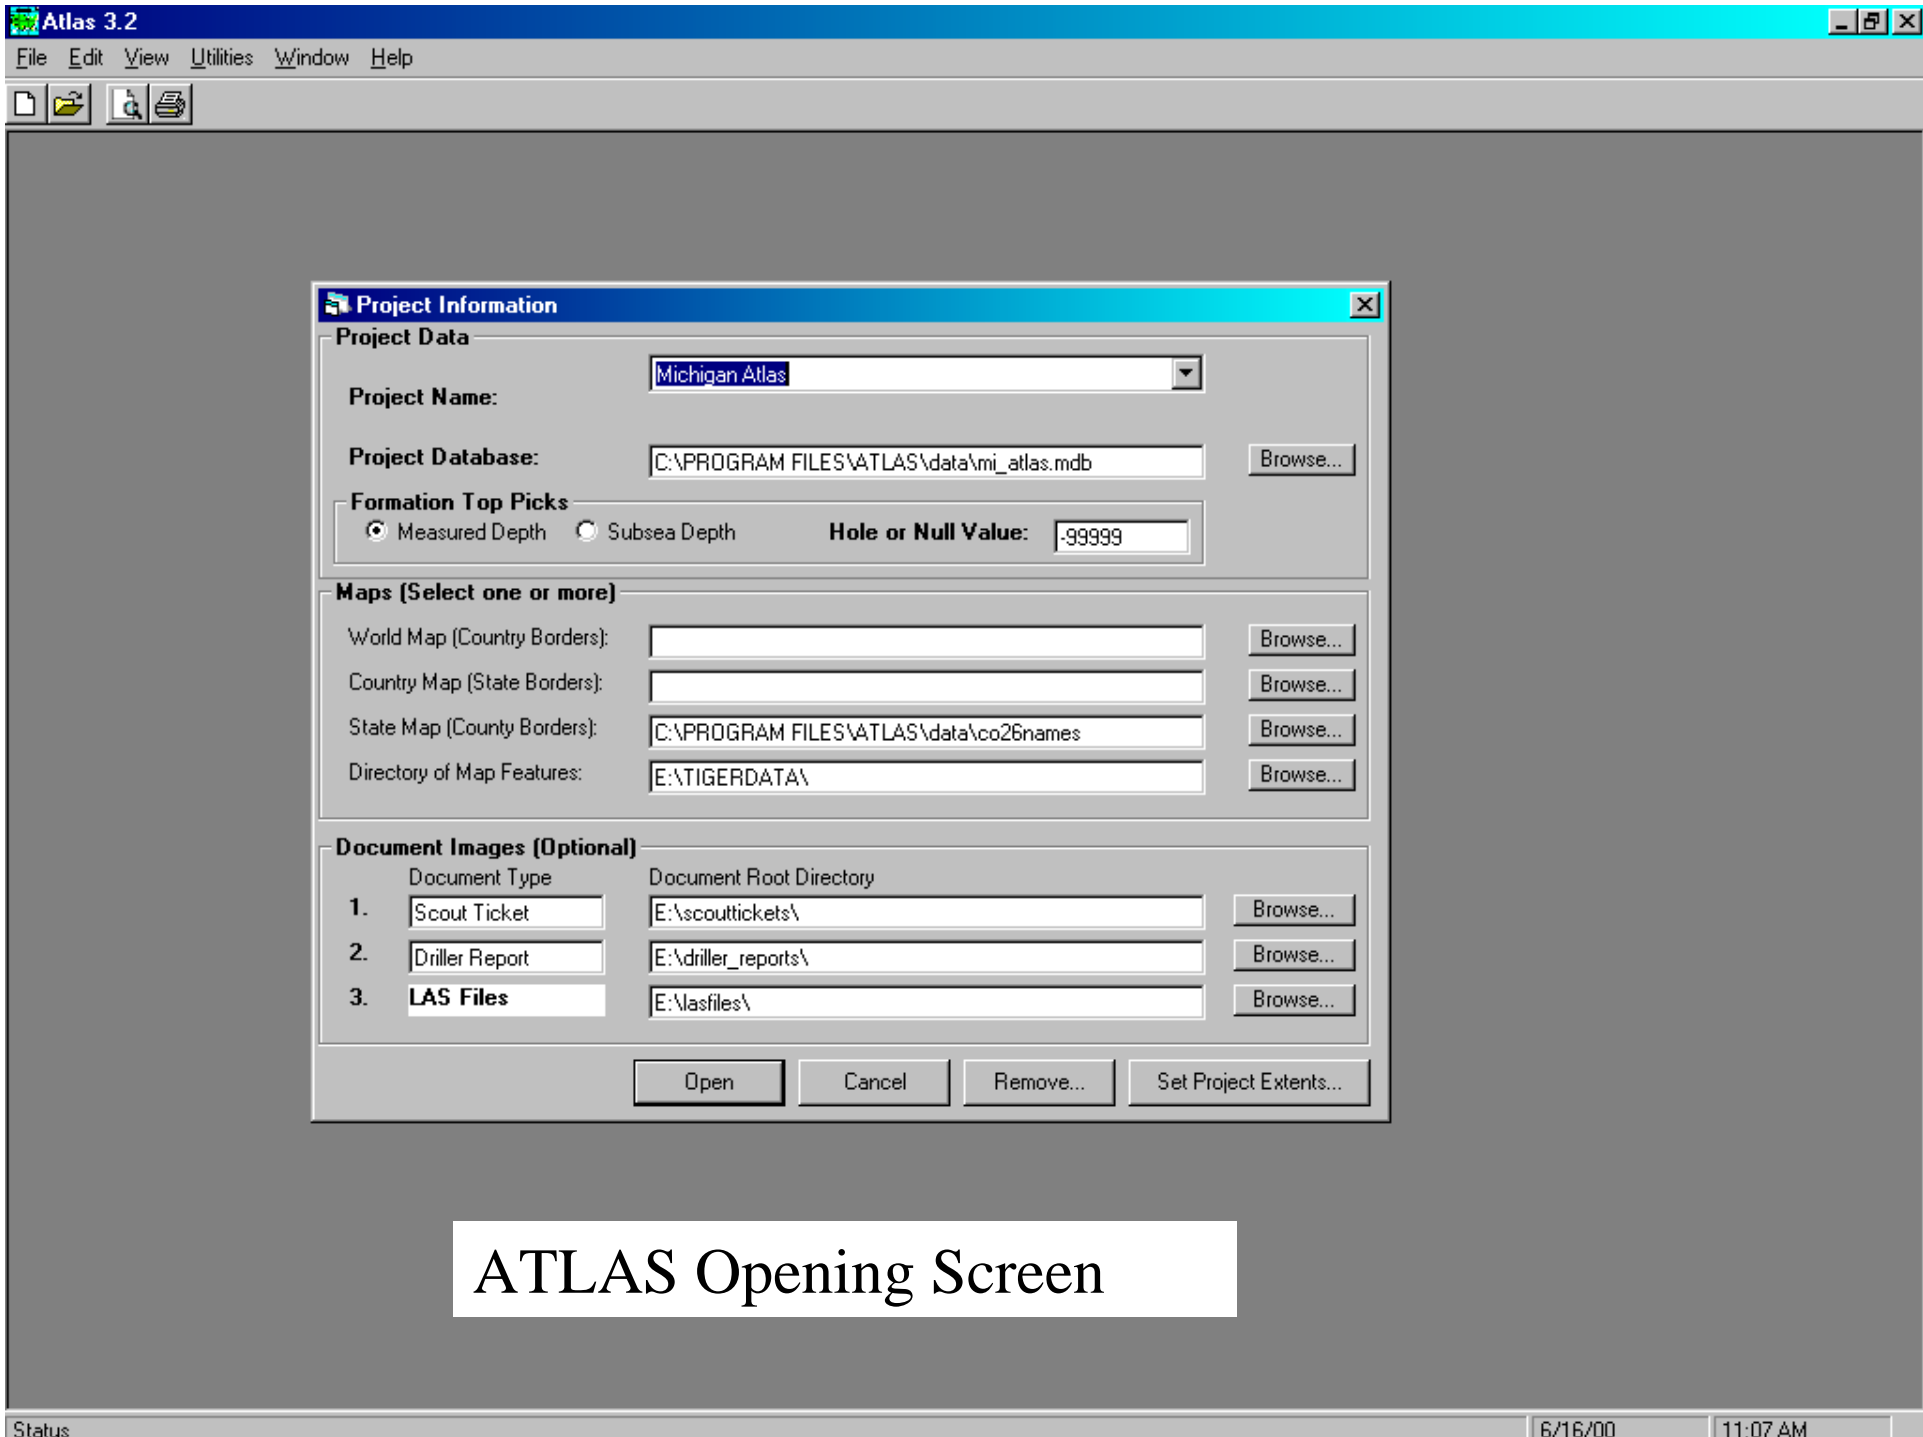 Atlas 3.2
File Edit View Utilities Window Help
Project Information
Project Data
Michigan Atlas
Project Name:
Project Database: C:\PROGRAM FILES\ATLAS\data\mi_atlas.mdb Browse...
Formation Top Picks
Measured Depth Subsea Depth Hole or Null Value: -99999
Maps (Select one or more)
World Map (Country Borders): Browse...
Country Map (State Borders): Browse...
State Map (County Borders): C:\PROGRAM FILES\ATLAS\data\co26names Browse...
Directory of Map Features: E:\TIGERDATA\ Browse...
Document Images (Optional)
Document Type Document Root Directory
1. Scout Ticket E:\scouttickets\ Browse...
2. Driller Report E:\driller_reports\ Browse...
3. LAS Files E:\lasfiles\ Browse...
Open Cancel Remove... Set Project Extents...
ATLAS Opening Screen
Status 6/16/00 11:07 AM